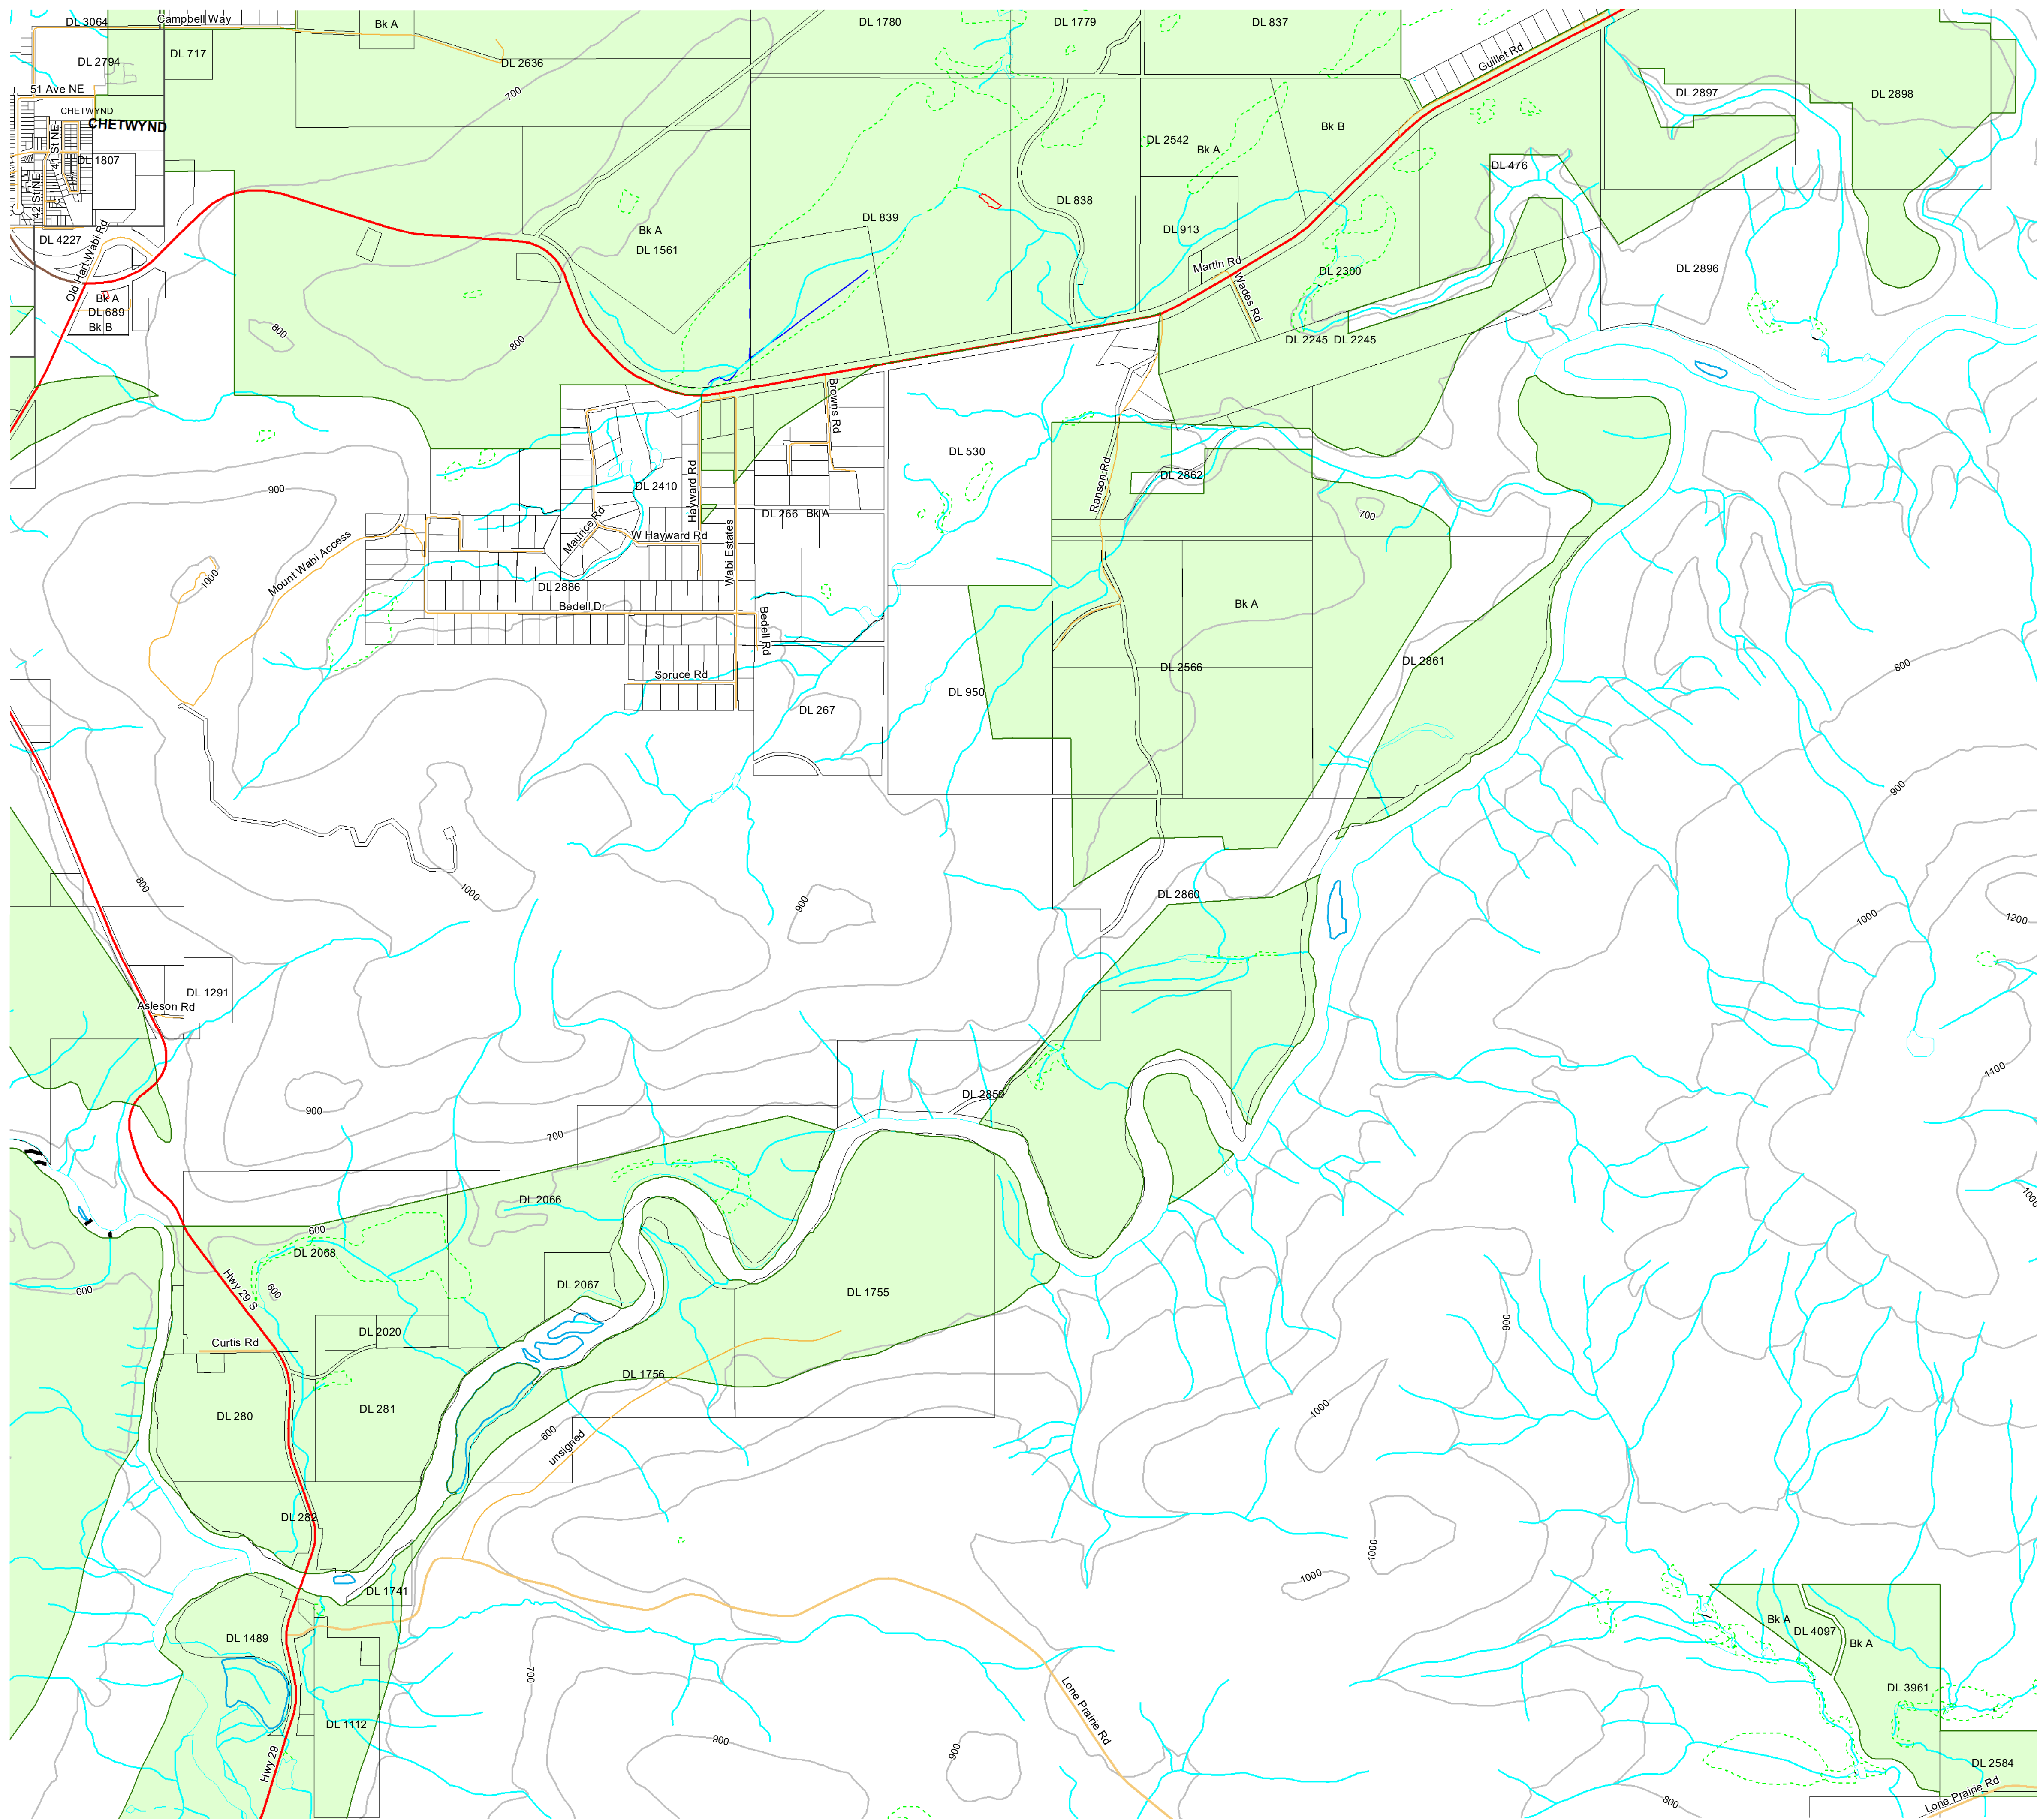 DL 3064
Campbell Way
Bk A
DL 1780
DL 1779
DL 837
Guillet Rd
DL 2794
DL 717
DL 2636
700
51 Ave NE
CHETWYND
CHETWYND
41 St NE
DL 1807
42 St NE
DL 2897
DL 2898
DL 2542
Bk A
Bk B
DL 476
DL 4227
Old Hart Wabi Rd
Bk A
DL 1561
DL 839
DL 838
DL 913
Martin Rd
Wades Rd
DL 2300
DL 2896
Bk A
DL 689
Bk B
800
800
DL 2245
DL 2245
Browns Rd
DL 530
900
DL 2410
Hayward Rd
Ranson Rd
DL 2862
700
Maurice Rd
W Hayward Rd
DL 266
Bk A
Wabi Estates
Mount Wabi Access
1000
DL 2886
Bedell Dr
Bedell Rd
Bk A
Spruce Rd
DL 267
DL 950
DL 2566
DL 2861
800
900
800
1000
900
DL 2860
1000
1200
DL 1291
Asleson Rd
1100
900
700
DL 2859
DL 2066
600
DL 2068
1000
600
Hwy 29 S
600
DL 2067
DL 1755
900
Curtis Rd
DL 2020
DL 1756
DL 280
DL 281
600
unsigned
1000
DL 282
1000
1000
DL 1741
DL 1489
Bk A
DL 4097
Bk A
700
Lone Prairie Rd
DL 3961
DL 1112
Hwy 29
900
900
DL 2584
Lone Prairie Rd
800